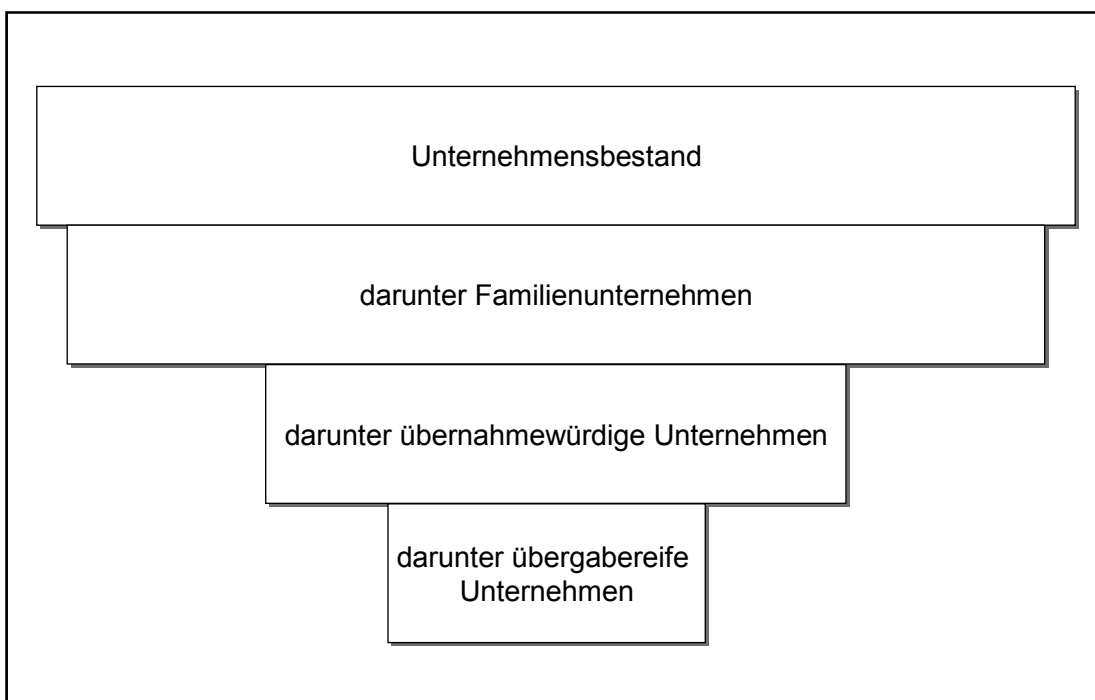 Unternehmensbestand
darunter Familienunternehmen
darunter übernahmewürdige Unternehmen
darunter übergabereife
Unternehmen